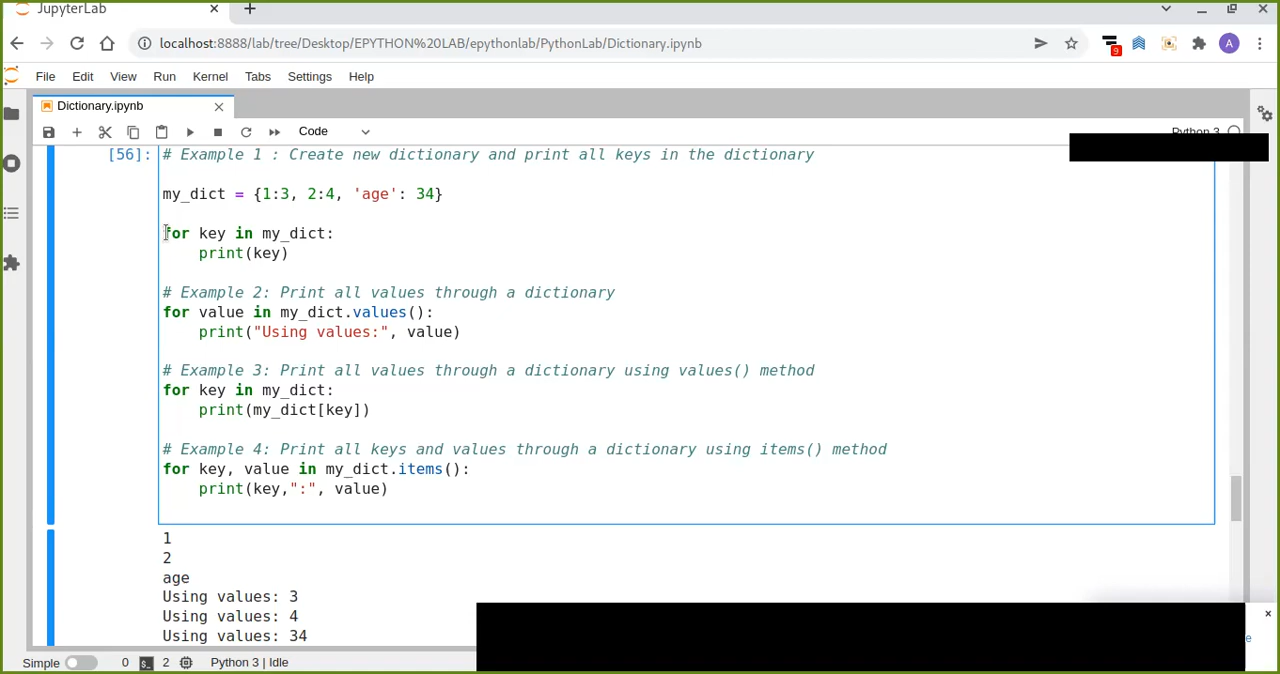 JupyterLab
localhost:8888/lab/tree/Desktop/EPYTHON%20LAB/epythonlab/PythonLab/Dictionary.ipynb
9
A
File Edit View Run Kernel Tabs Settings Help
Dictionary.ipynb
Code
Python 3
[56]: # Example 1 : Create new dictionary and print all keys in the dictionary
my_dict = {1:3, 2:4, 'age': 34}
for key in my_dict:
print(key)
# Example 2: Print all values through a dictionary
for value in my_dict.values():
print("Using values:", value)
# Example 3: Print all values through a dictionary using values() method
for key in my_dict:
print(my_dict[key])
# Example 4: Print all keys and values through a dictionary using items() method
for key, value in my_dict.items():
print(key,":", value)
1
2
age
Using values: 3
Using values: 4
Using values: 34
e
Simple 0 $_ 2 Python 3 | Idle